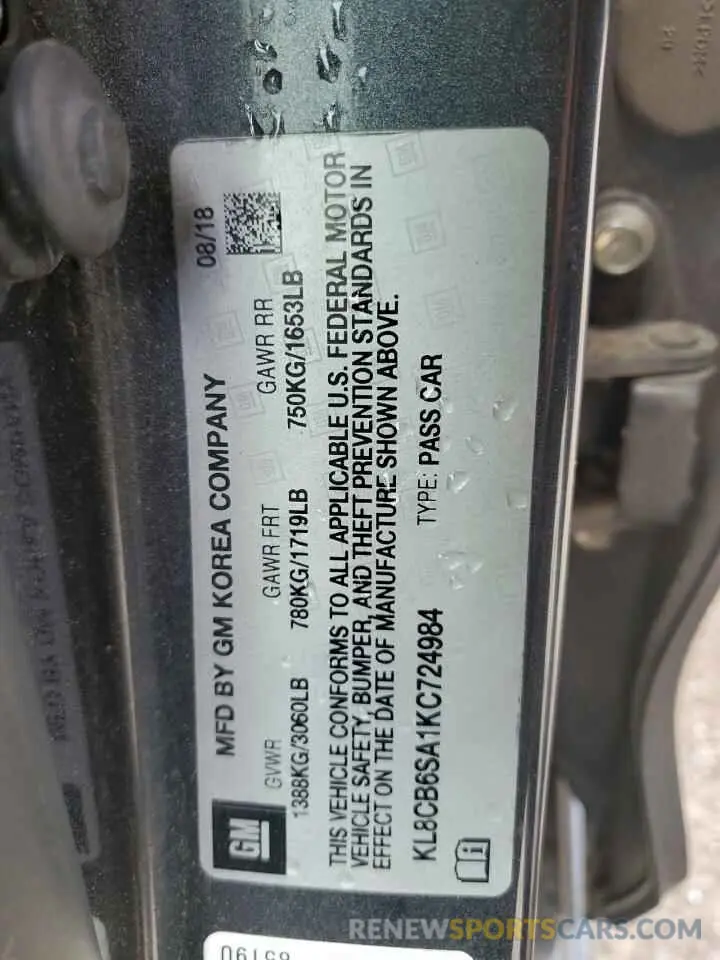 MFD BY GM KOREA COMPANY 08/18
GM
GVWR GAWR FRT GAWR RR
1388KG/3060LB 780KG/1719LB 750KG/1653LB
THIS VEHICLE CONFORMS TO ALL APPLICABLE U.S. FEDERAL MOTOR
VEHICLE SAFETY, BUMPER, AND THEFT PREVENTION STANDARDS IN
EFFECT ON THE DATE OF MANUFACTURE SHOWN ABOVE.
KL8CB6SA1KC724984 TYPE: PASS CAR
RENEWSPORTSCARS.COM